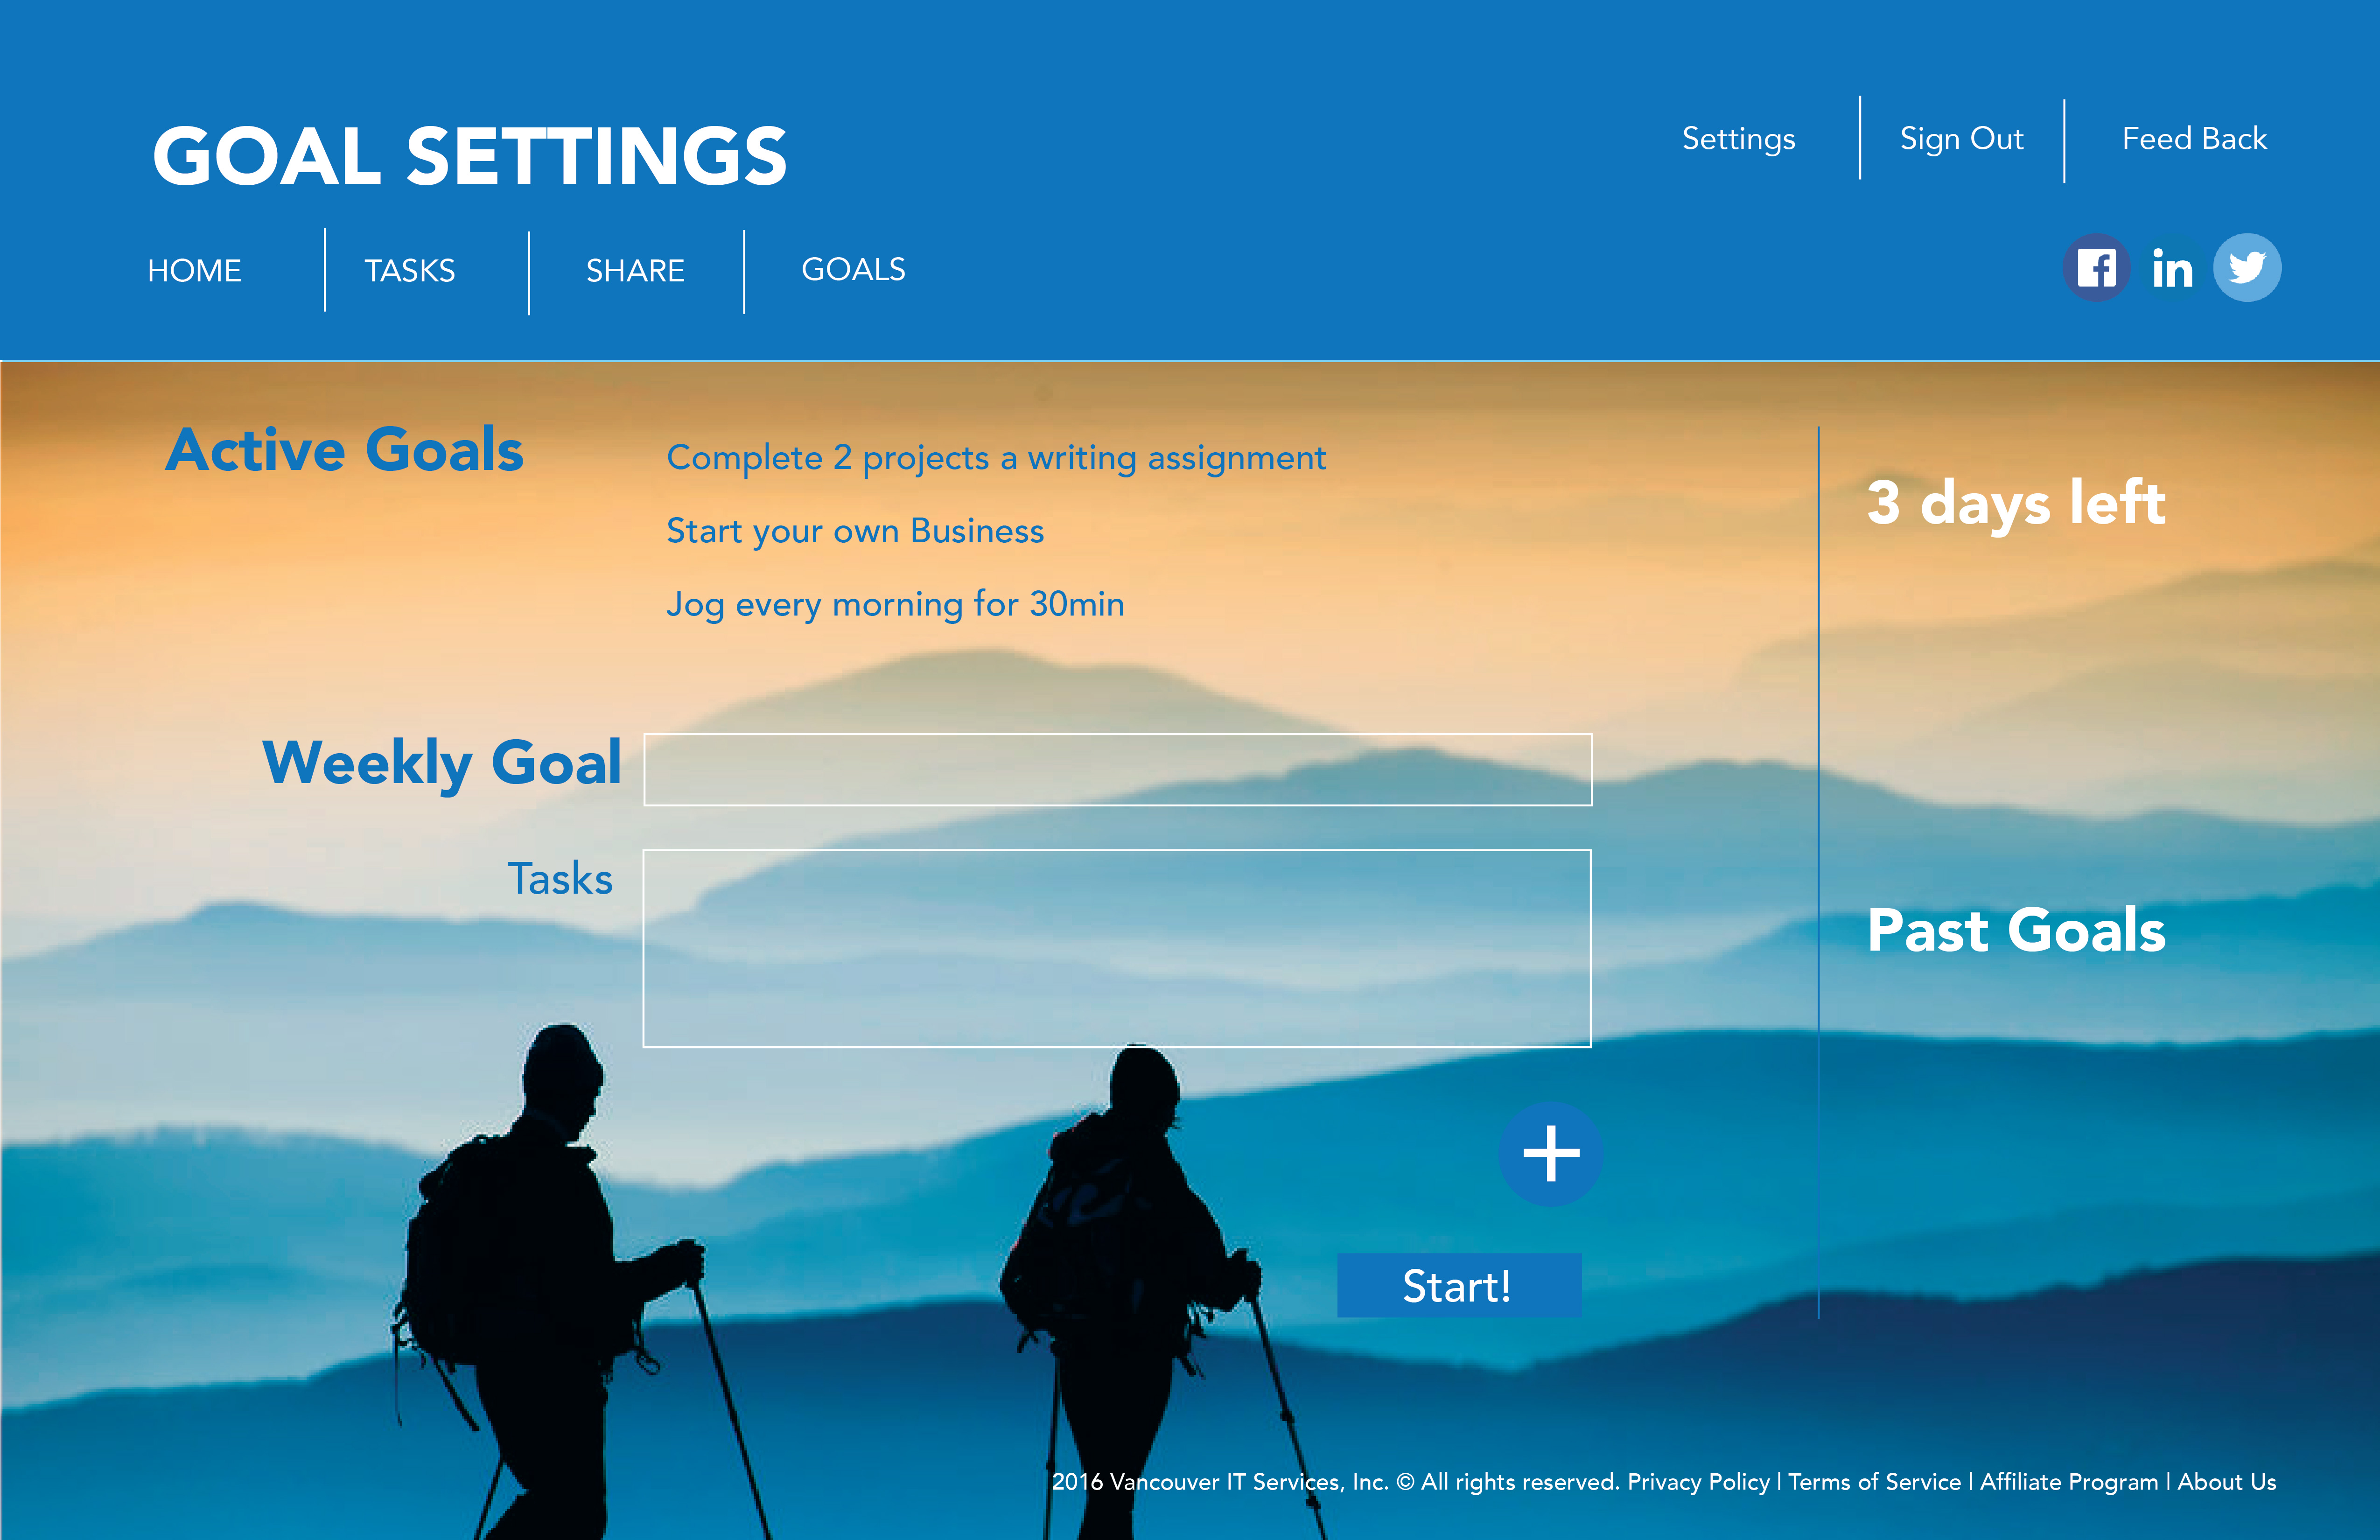 GOAL SETTINGS
Settings
Sign Out
Feed Back
HOME
TASKS
SHARE
GOALS
Active Goals
Complete 2 projects a writing assignment
Start your own Business
Jog every morning for 30min
3 days left
Weekly Goal
Tasks
Past Goals
+
Start!
2016 Vancouver IT Services, Inc. © All rights reserved. Privacy Policy | Terms of Service | Affiliate Program | About Us